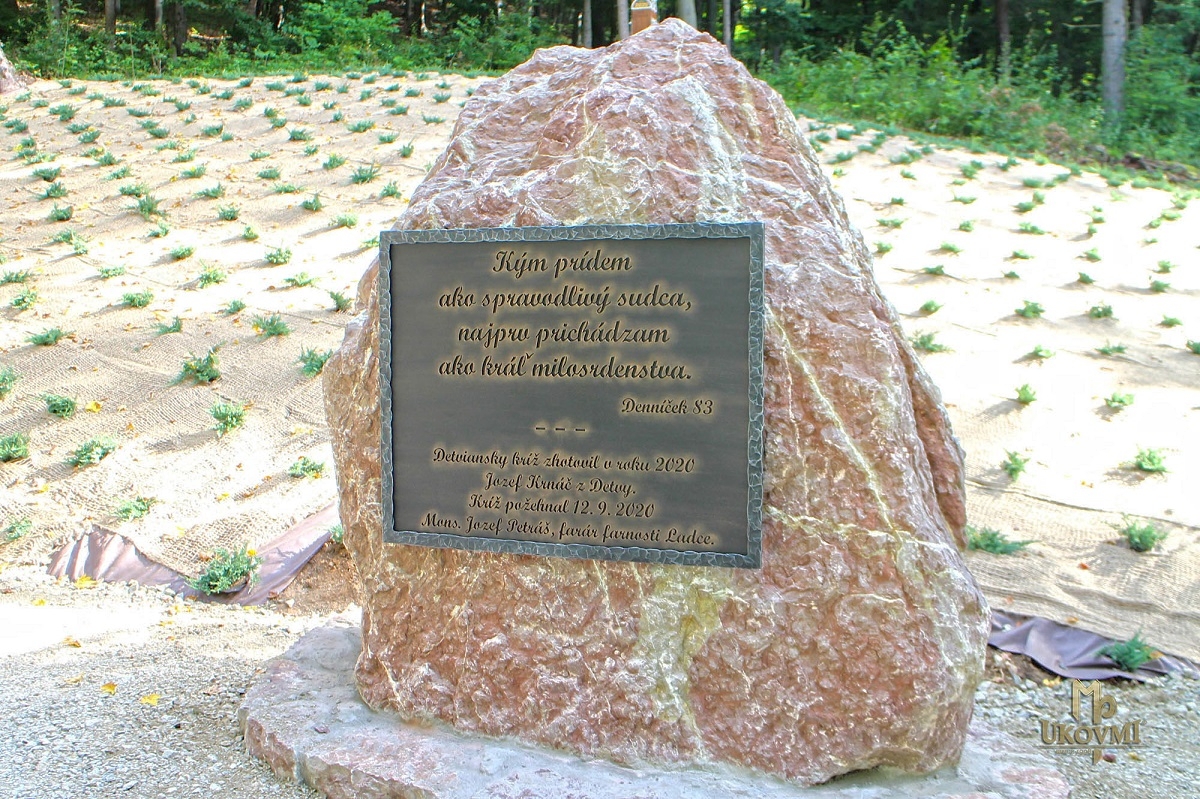 Kým prídem
ako spravodlivý sudca,
najprv prichádzam
ako kráľ milosrdenstva.
Denníček 83
- - -
Detviansky kríž zhotovil v roku 2020
Jozef Krnáč z Detvy.
Kríž požehnal 12. 9. 2020
Mons. Jozef Petráš, farár farnosti Ladce.
UKOVMI